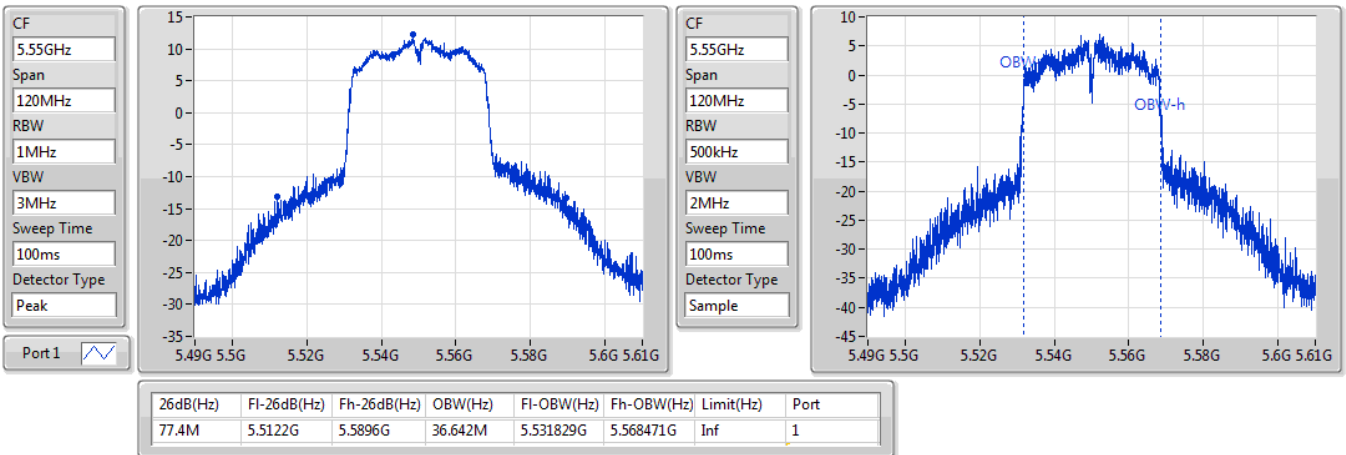 CF
5.55GHz
Span
120MHz
RBW
1MHz
VBW
3MHz
Sweep Time
100ms
Detector Type
Peak
Port 1
15
10
5
0
-5
-10
-15
-20
-25
-30
-35
5.49G 5.5G 5.52G 5.54G 5.56G 5.58G 5.6G 5.61G
CF
5.55GHz
Span
120MHz
RBW
500kHz
VBW
2MHz
Sweep Time
100ms
Detector Type
Sample
10
5
0
-5
-10
-15
-20
-25
-30
-35
-40
-45
OBW
OBW-h
5.49G 5.5G 5.52G 5.54G 5.56G 5.58G 5.6G 5.61G
26dB(Hz) Fl-26dB(Hz) Fh-26dB(Hz) OBW(Hz) Fl-OBW(Hz) Fh-OBW(Hz) Limit(Hz) Port
77.4M 5.5122G 5.5896G 36.642M 5.531829G 5.568471G Inf 1